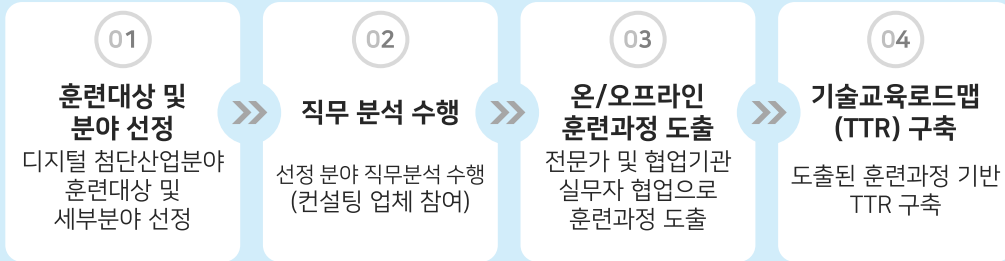 01
훈련대상 및
분야 선정
디지털 첨단산업분야
훈련대상 및
세부분야 선정
02
직무 분석 수행
선정 분야 직무분석 수행
(컨설팅 업체 참여)
03
온/오프라인
훈련과정 도출
전문가 및 협업기관
실무자 협업으로
훈련과정 도출
04
기술교육로드맵
(TTR) 구축
도출된 훈련과정 기반
TTR 구축